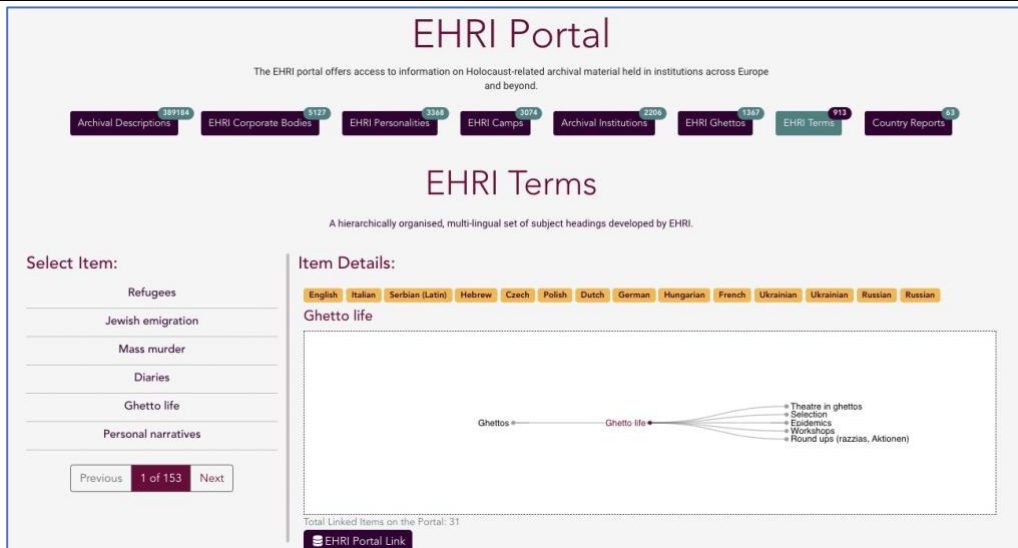 EHRI Portal
The EHRI portal offers access to information on Holocaust-related archival material held in institutions across Europe
and beyond.
Archival Descriptions 389184 EHRI Corporate Bodies 5127 EHRI Personalities 3368 EHRI Camps 3074 Archival Institutions 2206 EHRI Ghettos 1367 EHRI Terms 913 Country Reports 63
EHRI Terms
A hierarchically organised, multi-lingual set of subject headings developed by EHRI.
Select Item:
Refugees
Jewish emigration
Mass murder
Diaries
Ghetto life
Personal narratives
Previous 1 of 153 Next
Item Details:
English Italian Serbian (Latin) Hebrew Czech Polish Dutch German Hungarian French Ukrainian Ukrainian Russian Russian
Ghetto life
Ghettos
Ghetto life
Theatre in ghettos
Selection
Epidemics
Workshops
Round ups (razzias, Aktionen)
Total Linked Items on the Portal: 31
EHRI Portal Link